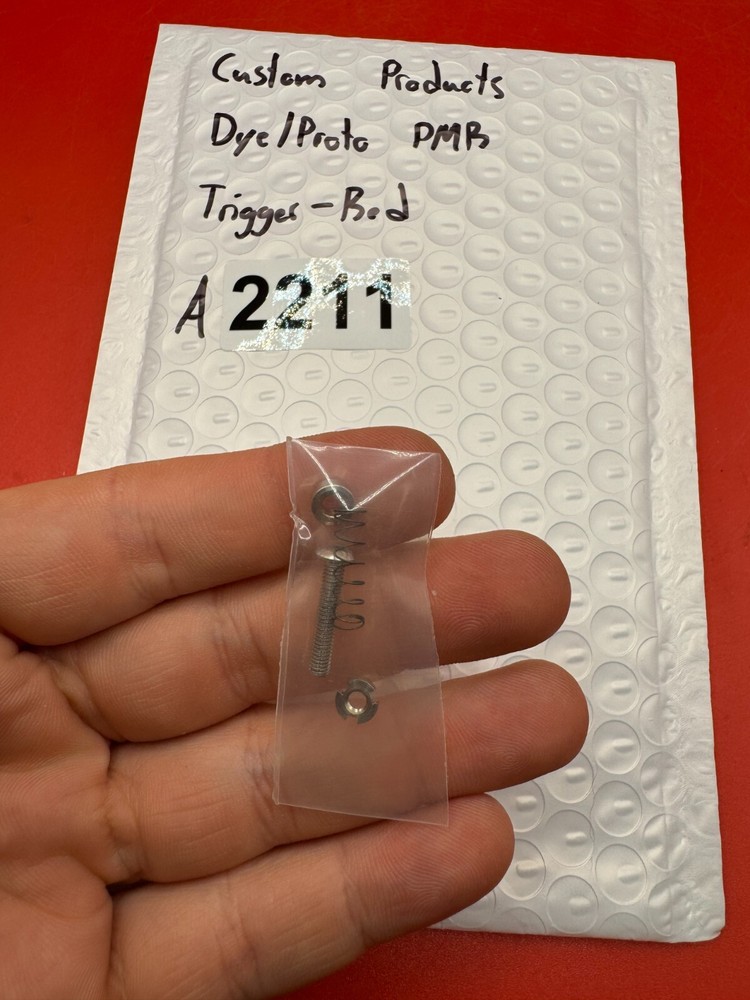 Custom Products
Dye/Proto PMR
Trigger - Red
A 2211